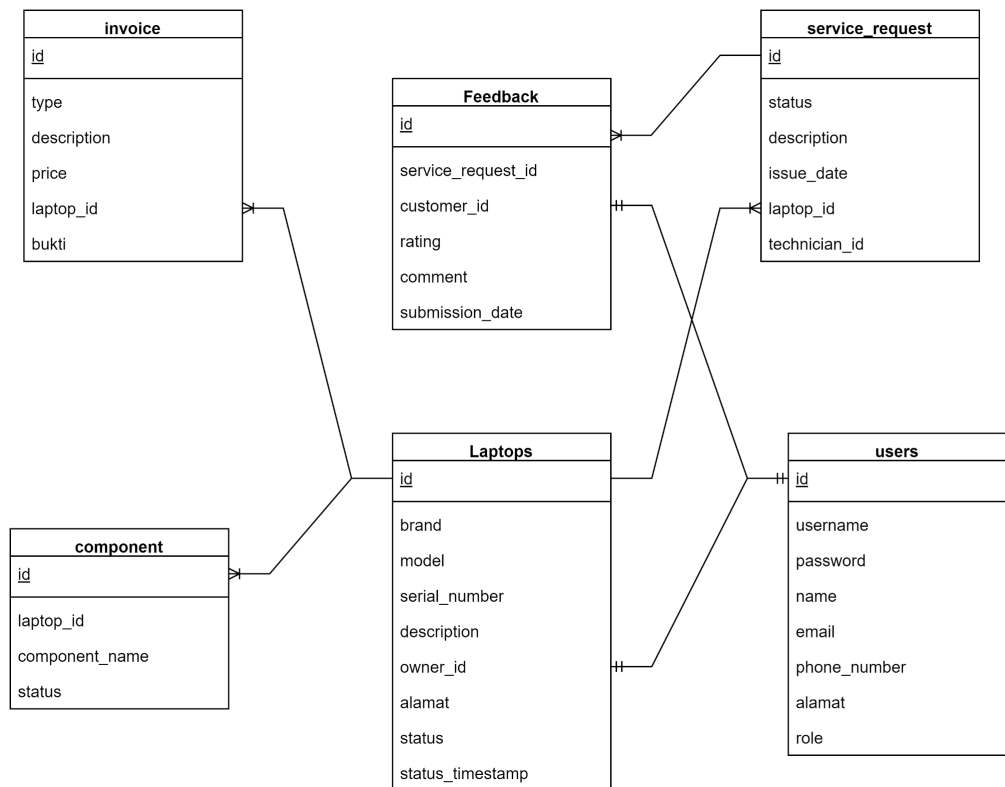 invoice
id
type
description
price
laptop_id
bukti
Feedback
id
service_request_id
customer_id
rating
comment
submission_date
service_request
id
status
description
issue_date
laptop_id
technician_id
component
id
laptop_id
component_name
status
Laptops
id
brand
model
serial_number
description
owner_id
alamat
status
status_timestamp
users
id
username
password
name
email
phone_number
alamat
role